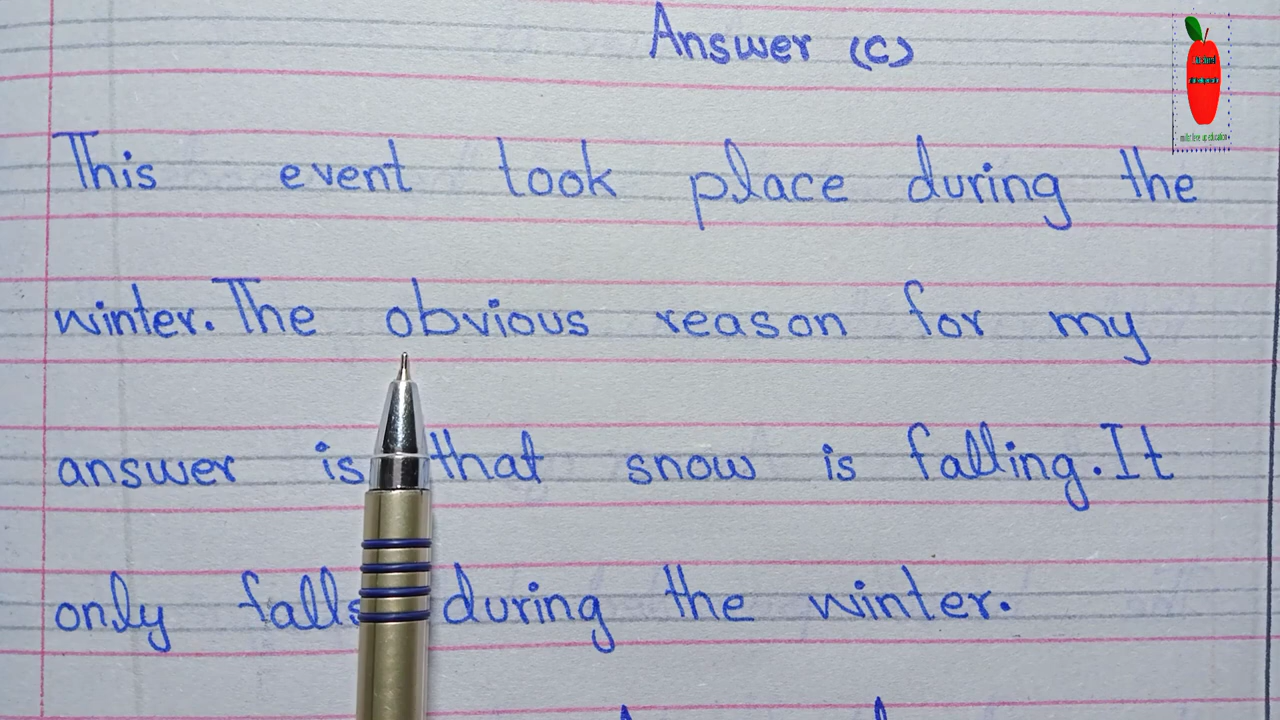 Answer (c)
This event took place during the
winter. The obvious reason for my
answer is that snow is falling. It
only falls during the winter.